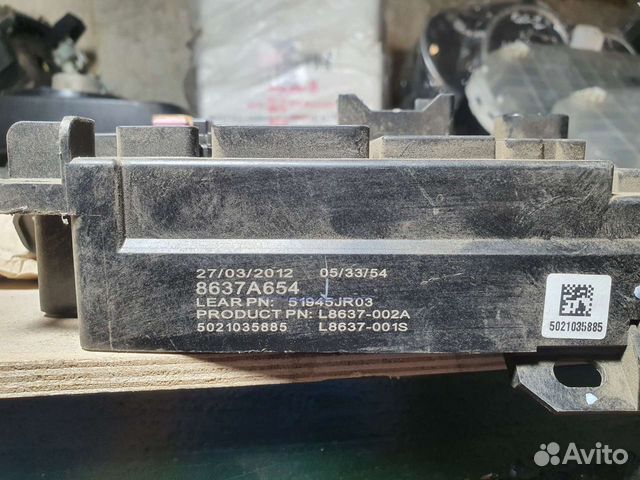 27/03/2012 05/33/54
8637A654
LEAR PN: 51945JR03
PRODUCT PN: L8637-002A
5021035885 L8637-001S
5021035885
Avito